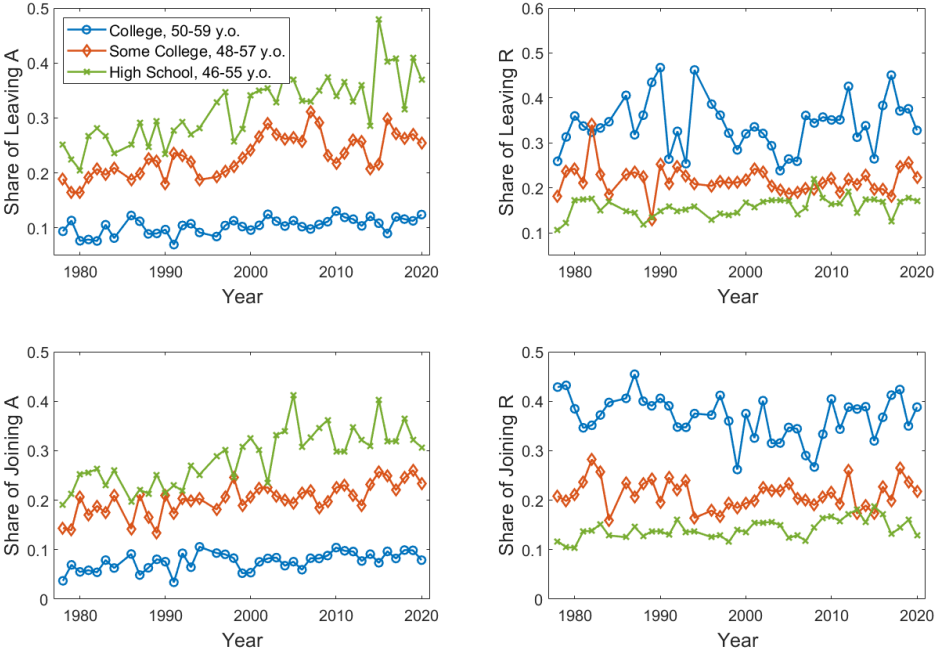 0.5
0.4
0.3
0.2
0.1
Share of Leaving A
College, 50-59 y.o.
Some College, 48-57 y.o.
High School, 46-55 y.o.
1980 1990 2000 2010 2020
Year
0.6
0.5
0.4
0.3
0.2
0.1
Share of Leaving R
1980 1990 2000 2010 2020
Year
0.5
0.4
0.3
0.2
0.1
0
Share of Joining A
1980 1990 2000 2010 2020
Year
0.5
0.4
0.3
0.2
0.1
0
Share of Joining R
1980 1990 2000 2010 2020
Year